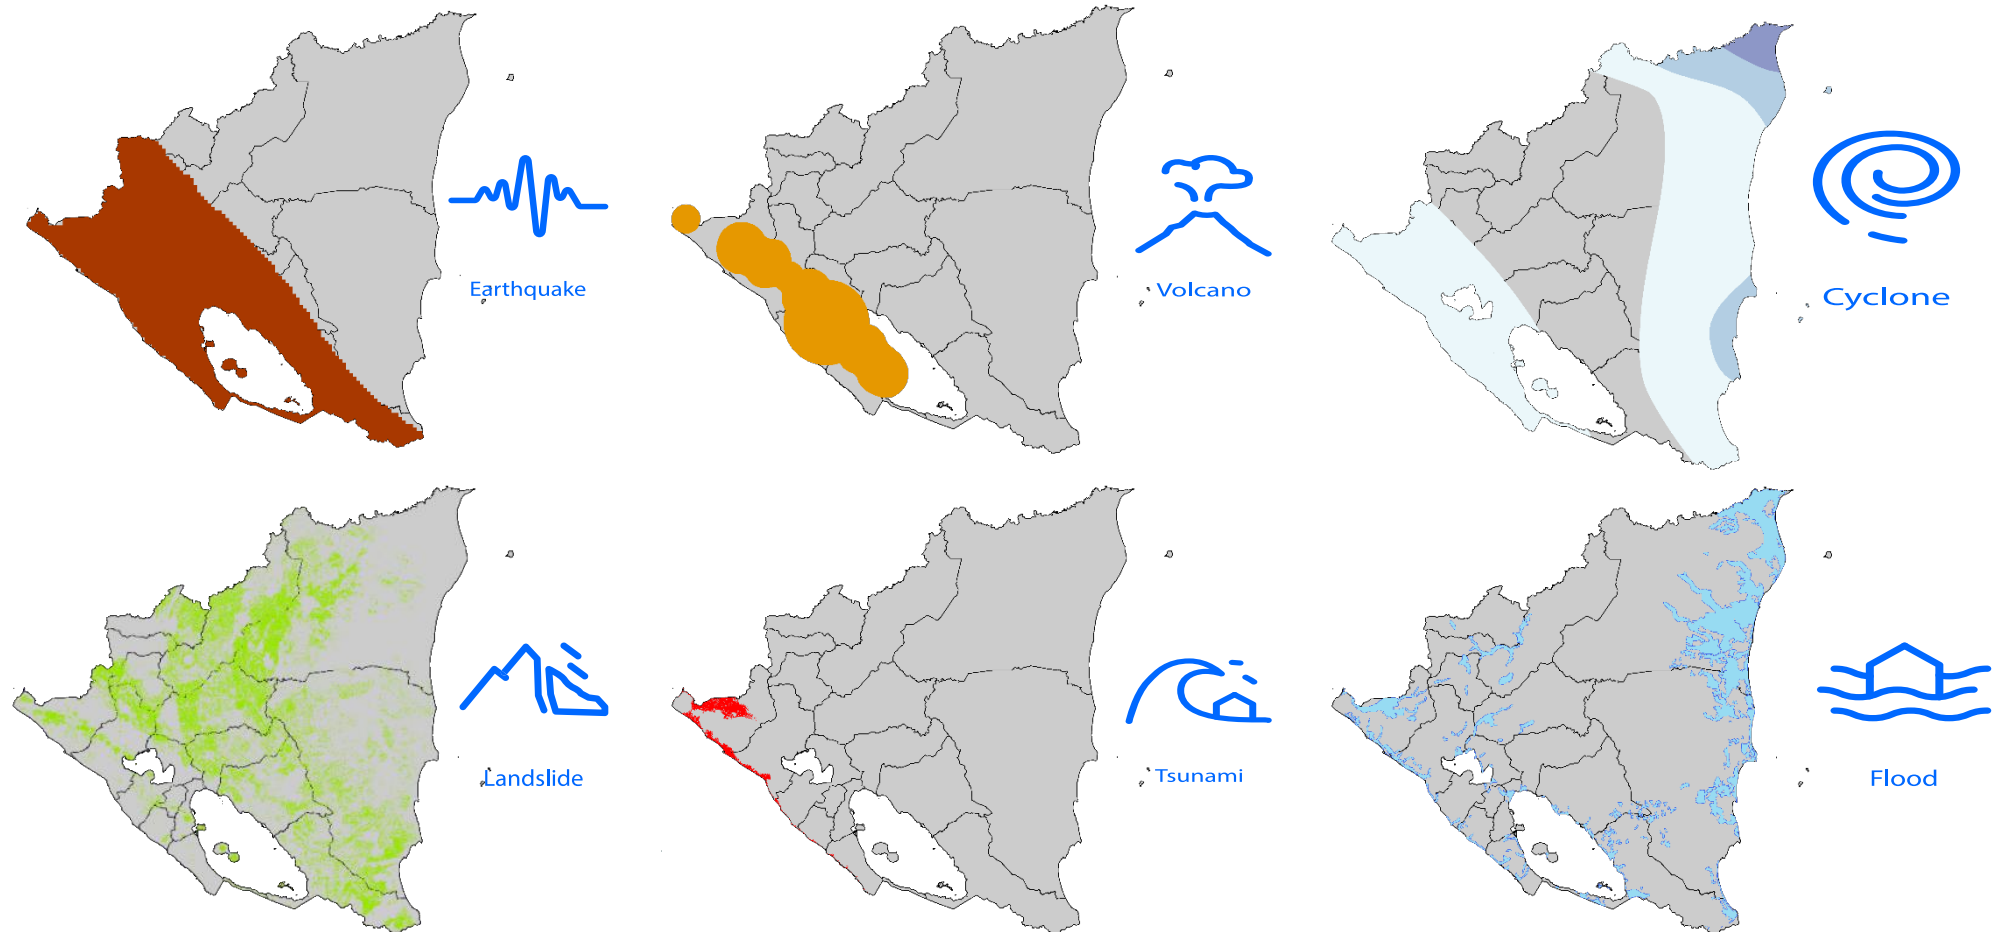 Earthquake
Volcano
Cyclone
Landslide
Tsunami
Flood